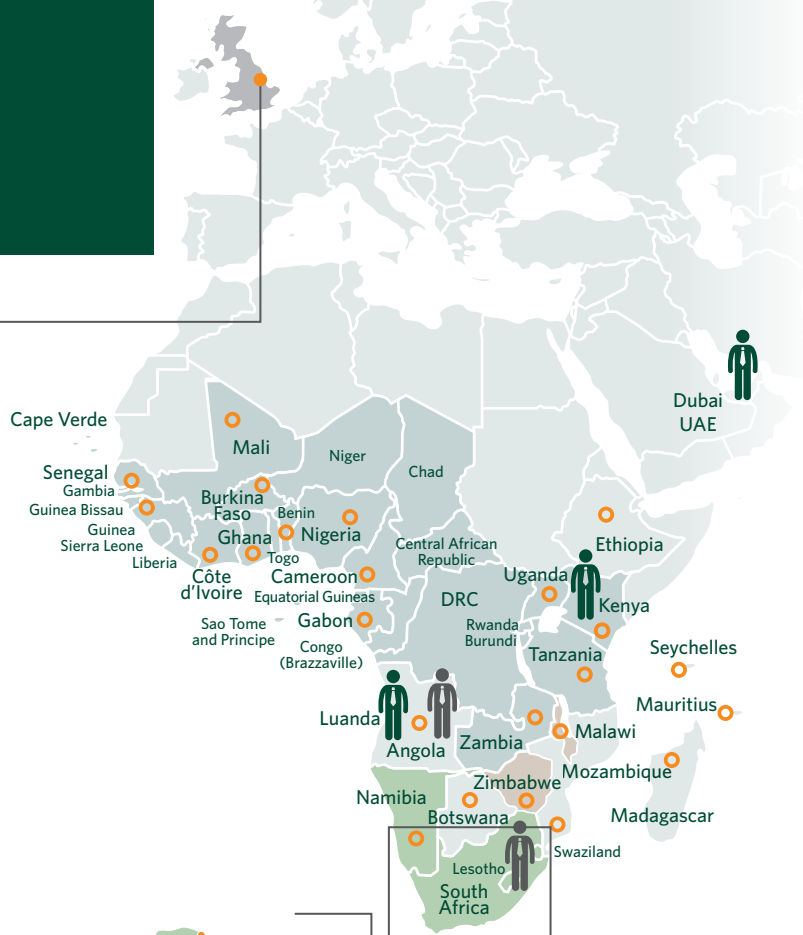 Dubai
UAE
Cape Verde
Mali
Niger
Chad
Senegal
Gambia
Guinea Bissau
Guinea
Sierra Leone
Liberia
Burkina
Faso
Benin
Ghana
Nigeria
Togo
Côte
d'Ivoire
Cameroon
Equatorial Guineas
Central African
Republic
Ethiopia
Uganda
Kenya
DRC
Rwanda
Burundi
Sao Tome
and Principe
Gabon
Congo
(Brazzaville)
Tanzania
Seychelles
Mauritius
Luanda
Angola
Zambia
Malawi
Mozambique
Zimbabwe
Namibia
Botswana
Madagascar
Swaziland
Lesotho
South
Africa